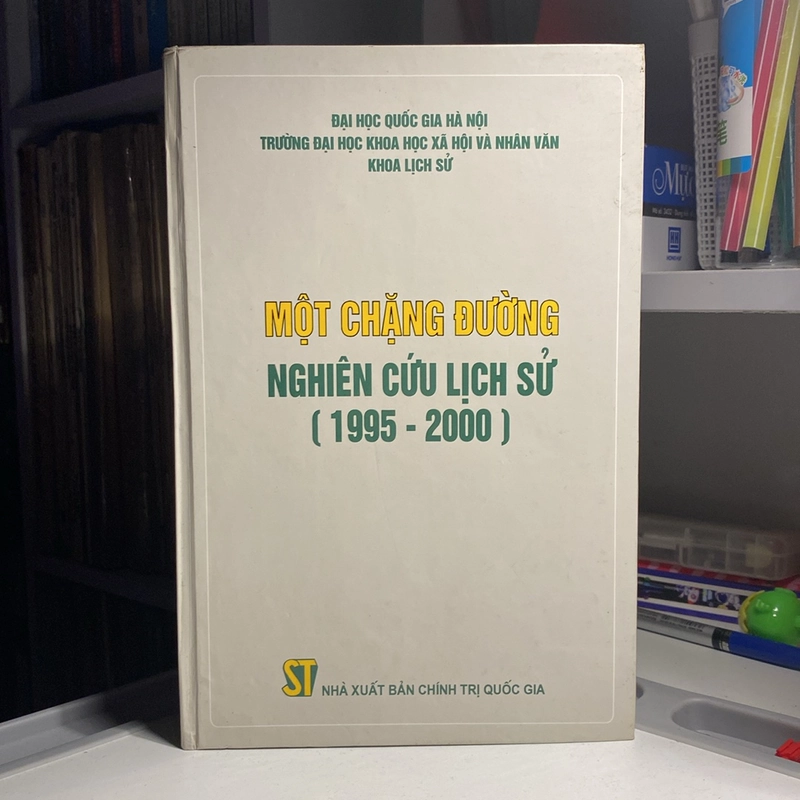 ĐẠI HỌC QUỐC GIA HÀ NỘI
TRƯỜNG ĐẠI HỌC KHOA HỌC XÃ HỘI VÀ NHÂN VĂN
KHOA LỊCH SỬ
MỘT CHẶNG ĐƯỜNG
NGHIÊN CỨU LỊCH SỬ
( 1995 - 2000 )
ST NHÀ XUẤT BẢN CHÍNH TRỊ QUỐC GIA